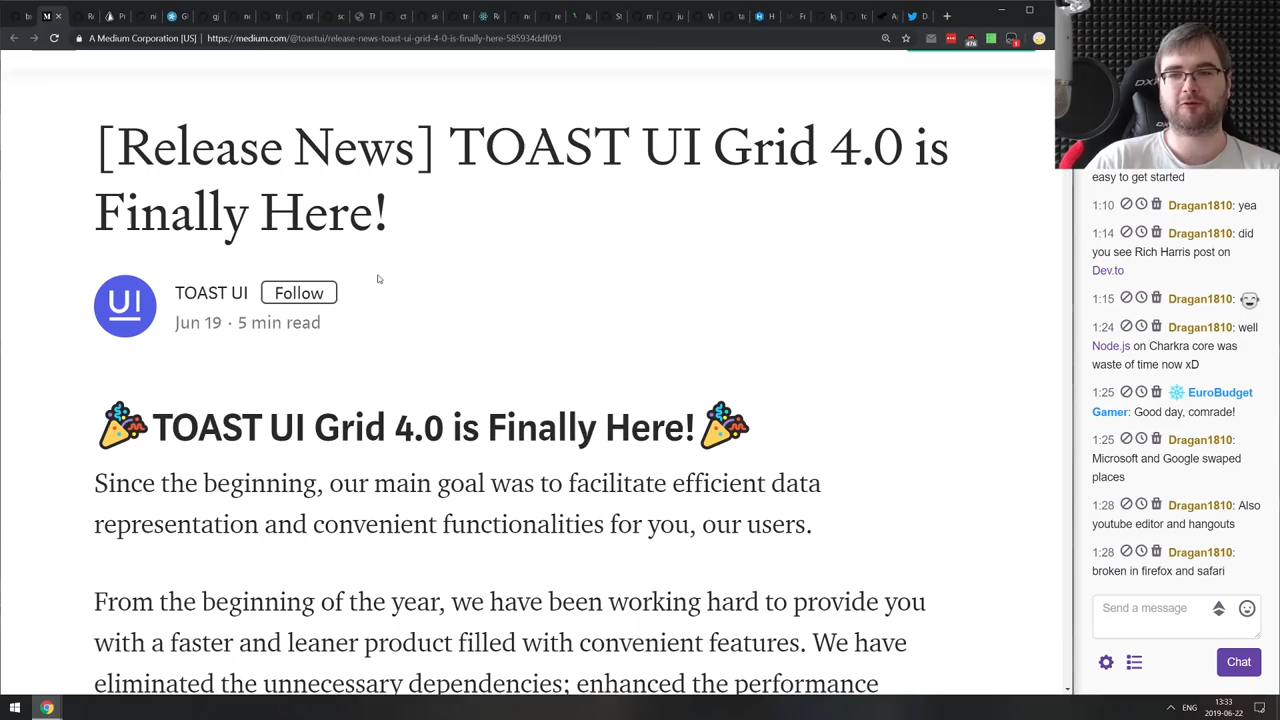 A Medium Corporation [US]
https://medium.com/@toastui/release-news-toast-ui-grid-4-0-is-finally-here-585934ddf091
476
[Release News] TOAST UI Grid 4.0 is
Finally Here!
UI
TOAST UI
Follow
Jun 19 · 5 min read
TOAST UI Grid 4.0 is Finally Here!
Since the beginning, our main goal was to facilitate efficient data
representation and convenient functionalities for you, our users.
From the beginning of the year, we have been working hard to provide you
with a faster and leaner product filled with convenient features. We have
eliminated the unnecessary dependencies; enhanced the performance
easy to get started
1:10 Dragan1810: yea
1:14 Dragan1810: did
you see Rich Harris post on
Dev.to
1:15 Dragan1810:
1:24 Dragan1810: well
Node.js on Charkra core was
waste of time now xD
1:25 EuroBudget
Gamer: Good day, comrade!
1:25 Dragan1810:
Microsoft and Google swapped
places
1:28 Dragan1810: Also
youtube editor and hangouts
1:28 Dragan1810:
broken in firefox and safari
Send a message
Chat
ENG
13:33
2019-06-22